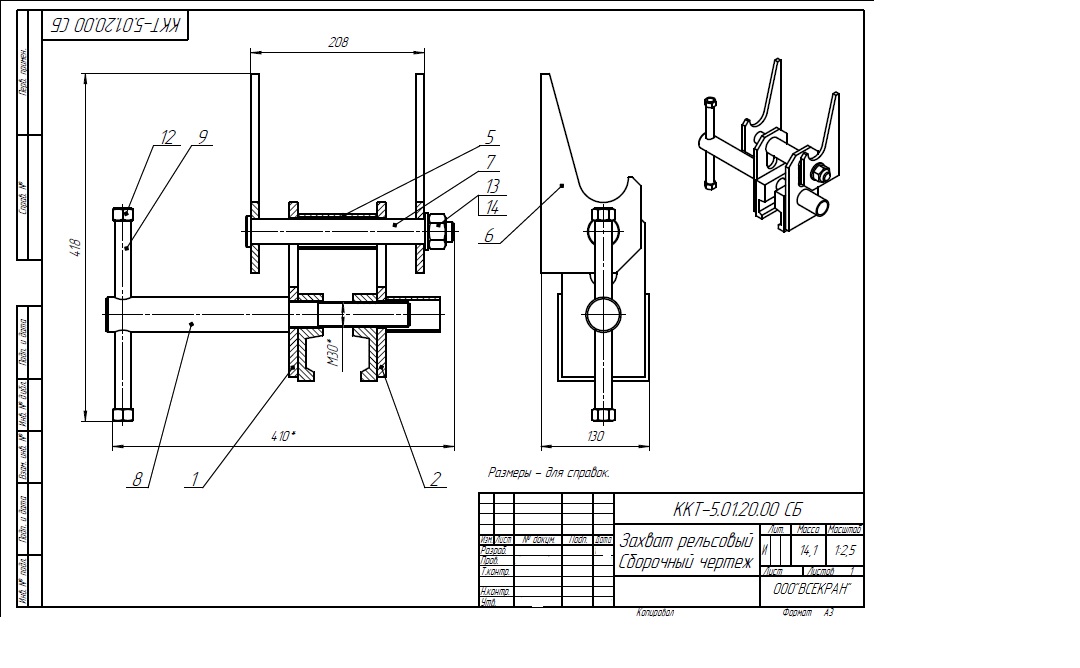 ККТ-5.01.20.00 СБ
Перв. примен.
Справ. №
Подп. и дата
Инв. № дубл.
Взам. инв. №
Подп. и дата
Инв. № подл.
208
418
12
9
5
7
13
14
6
М30*
410*
130
8
1
2
Размеры - для справок.
ККТ-5.01.20.00 СБ
Изм.
Лист
№ докум.
Подп.
Дата
Разраб.
Пров.
Т.контр.
Н.контр.
Утв.
Захват рельсовый
Сборочный чертеж
Лит.
Масса
Масштаб
И
14,1
1:2,5
Лист
Листов 1
ООО"ВСЕКРАН"
Копировал
Формат А3